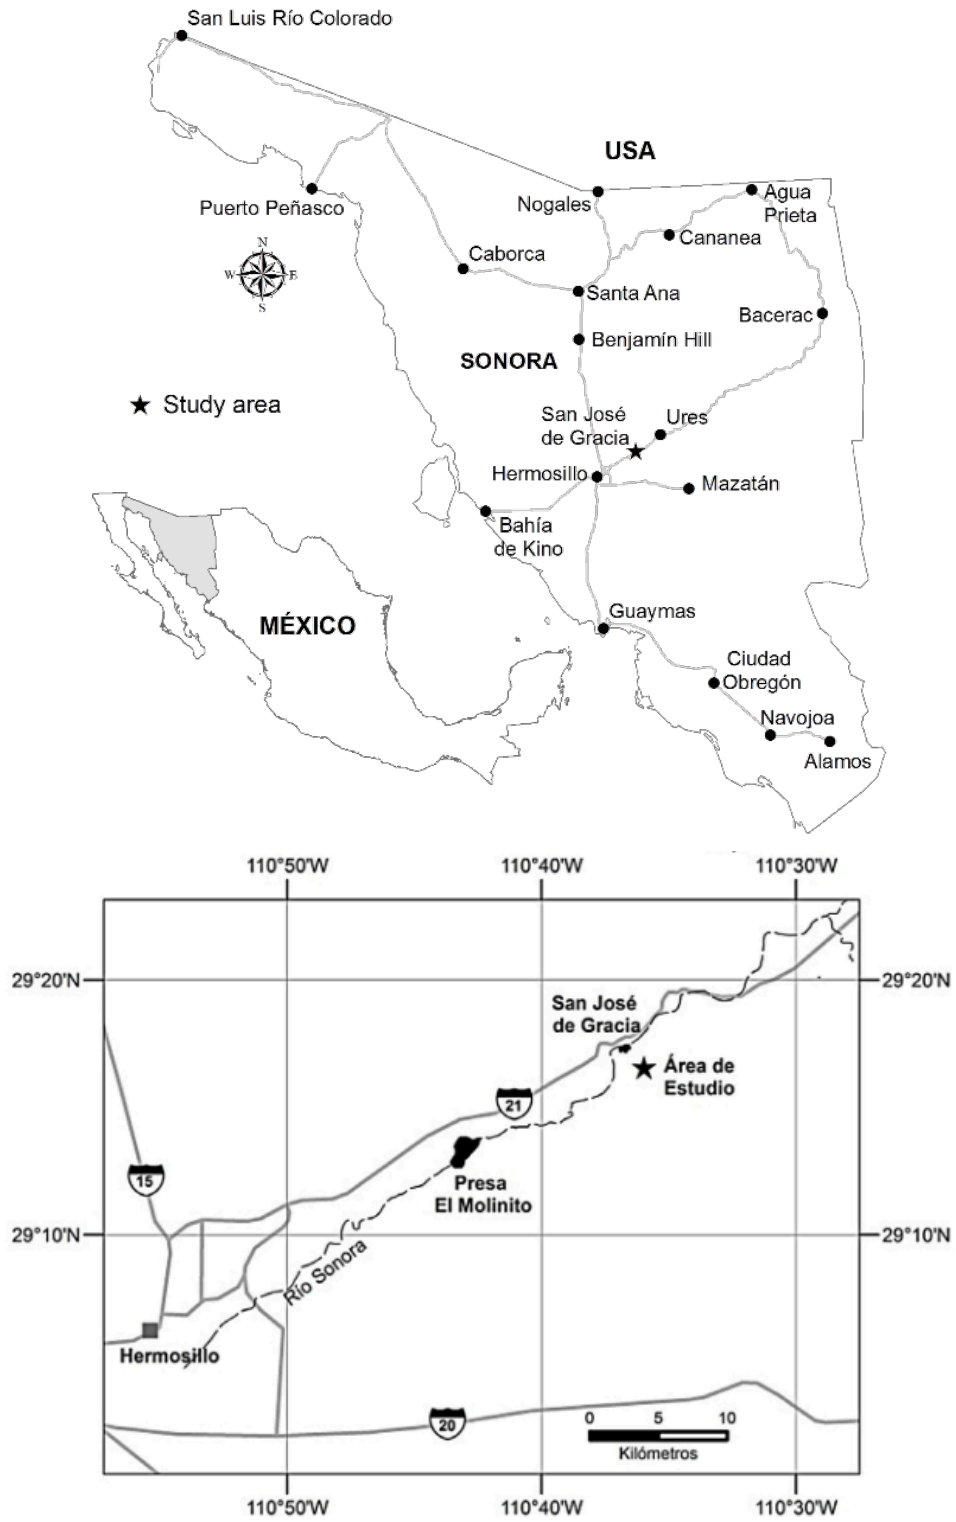 San Luis Río Colorado
USA
Nogales
Agua
Prieta
Puerto Peñasco
Cananea
N
W E
S
Caborca
Santa Ana
Bacerac
Benjamín Hill
SONORA
Study area
San José
de Gracia
Ures
Hermosillo
Mazatán
Bahía
de Kino
MÉXICO
Guaymas
Ciudad
Obregón
Navojoa
Alamos
110°50'W 110°40'W 110°30'W
29°20'N 29°20'N
San José
de Gracia
Área de
Estudio
21
15
Presa
El Molinito
29°10'N 29°10'N
Río Sonora
Hermosillo
20
0 5 10
Kilómetros
110°50'W 110°40'W 110°30'W